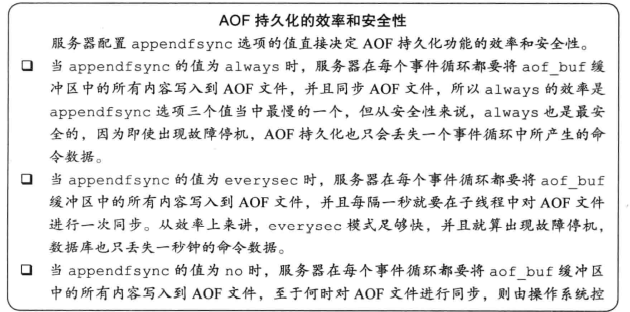 AOF 持久化的效率和安全性
服务器配置 appendfsync 选项的值直接决定 AOF 持久化功能的效率和安全性。
❏ 当 appendfsync 的值为 always 时，服务器在每个事件循环都要将 aof_buf 缓
冲区中的所有内容写入到 AOF 文件，并且同步 AOF 文件，所以 always 的效率是
appendfsync 选项三个值当中最慢的一个，但从安全性来说，always 也是最安
全的，因为即使出现故障停机，AOF 持久化也只会丢失一个事件循环中所产生的命
令数据。
❏ 当 appendfsync 的值为 everysec 时，服务器在每个事件循环都要将 aof_buf
缓冲区中的所有内容写入到 AOF 文件，并且每隔一秒就要在子线程中对 AOF 文件
进行一次同步。从效率上来讲，everysec 模式足够快，并且就算出现故障停机，
数据库也只丢失一秒钟的命令数据。
❏ 当 appendfsync 的值为 no 时，服务器在每个事件循环都要将 aof_buf 缓冲区
中的所有内容写入到 AOF 文件，至于何时对 AOF 文件进行同步，则由操作系统控